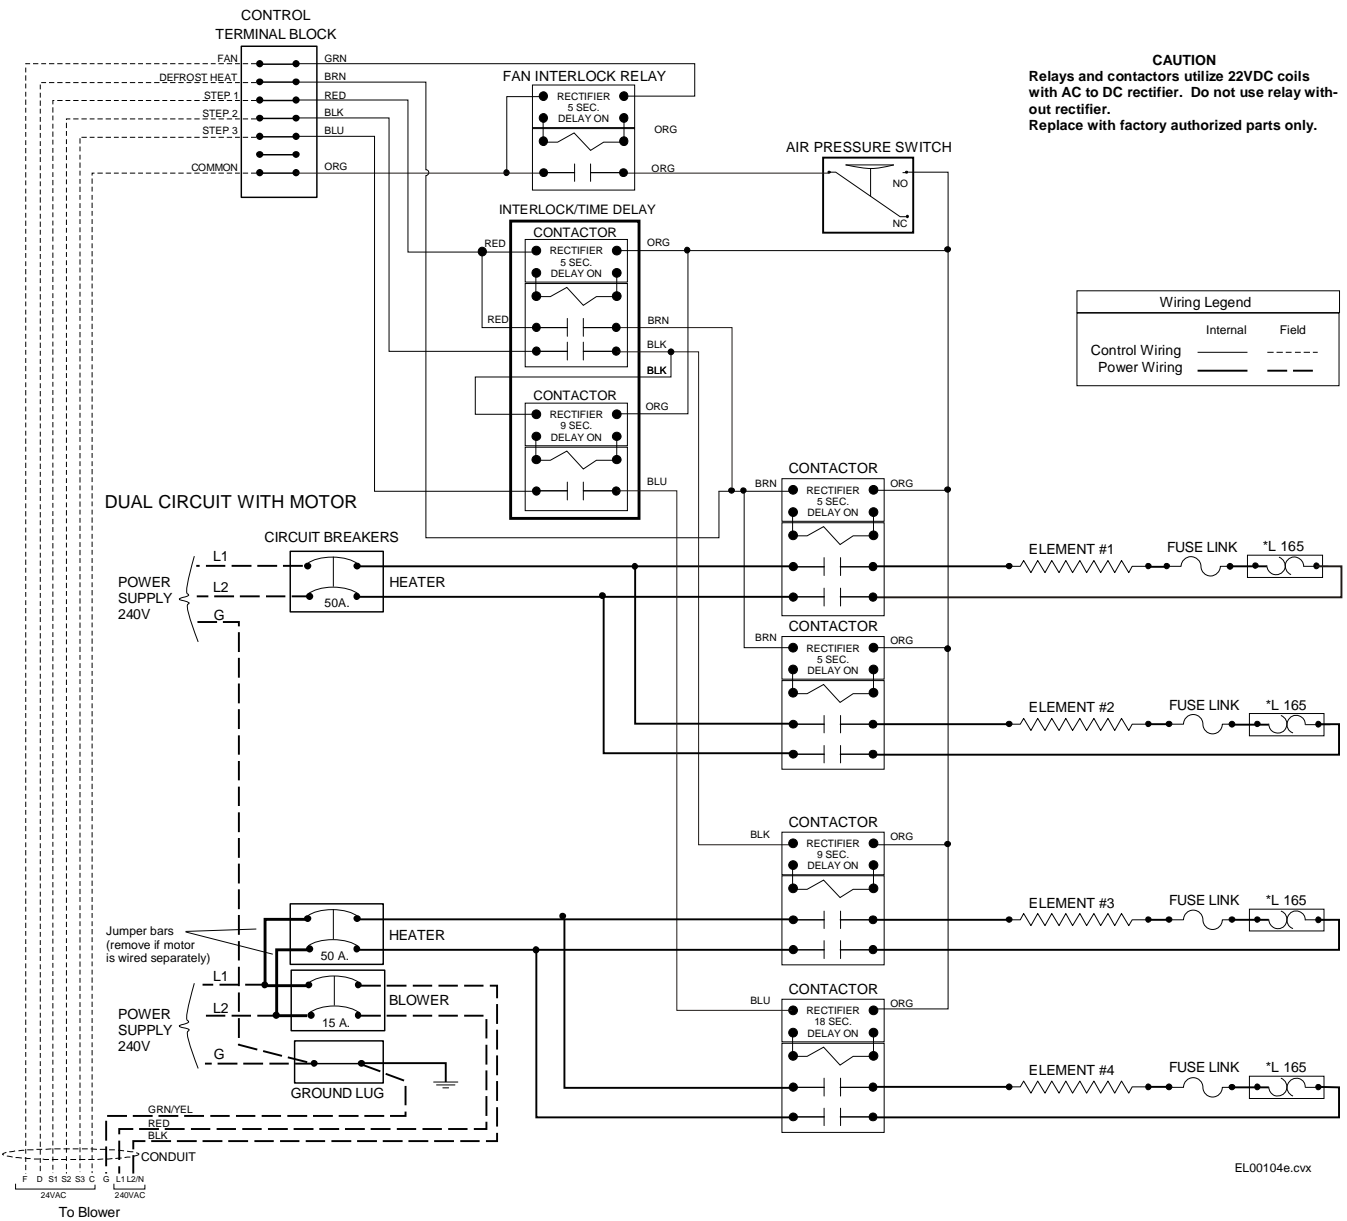 CONTROL
TERMINAL BLOCK
FAN
GRN
DEFROST HEAT
BRN
STEP 1
RED
STEP 2
BLK
STEP 3
BLU
COMMON
ORG
FAN INTERLOCK RELAY
RECTIFIER
5 SEC.
DELAY ON
ORG
ORG
CAUTION
Relays and contactors utilize 22VDC coils
with AC to DC rectifier. Do not use relay with-
out rectifier.
Replace with factory authorized parts only.
AIR PRESSURE SWITCH
NO
NC
INTERLOCK/TIME DELAY
CONTACTOR
RED
RECTIFIER
5 SEC.
DELAY ON
ORG
RED
BRN
BLK
BLK
CONTACTOR
RECTIFIER
9 SEC.
DELAY ON
ORG
BLU
Wiring Legend
Internal
Field
Control Wiring
Power Wiring
DUAL CIRCUIT WITH MOTOR
CIRCUIT BREAKERS
L1
L2
G
POWER
SUPPLY
240V
50A.
HEATER
CONTACTOR
BRN
RECTIFIER
5 SEC.
DELAY ON
ORG
ELEMENT #1
FUSE LINK
*L 165
CONTACTOR
BRN
RECTIFIER
5 SEC.
DELAY ON
ORG
ELEMENT #2
FUSE LINK
*L 165
CONTACTOR
BLK
RECTIFIER
9 SEC.
DELAY ON
ORG
ELEMENT #3
FUSE LINK
*L 165
Jumper bars
(remove if motor
is wired separately)
50 A.
HEATER
L1
L2
G
POWER
SUPPLY
240V
15 A.
BLOWER
GROUND LUG
CONTACTOR
BLU
RECTIFIER
18 SEC.
DELAY ON
ORG
ELEMENT #4
FUSE LINK
*L 165
GRN/YEL
RED
BLK
CONDUIT
F D S1 S2 S3 C G L1 L2/N
24VAC
240VAC
To Blower
EL00104e.cvx